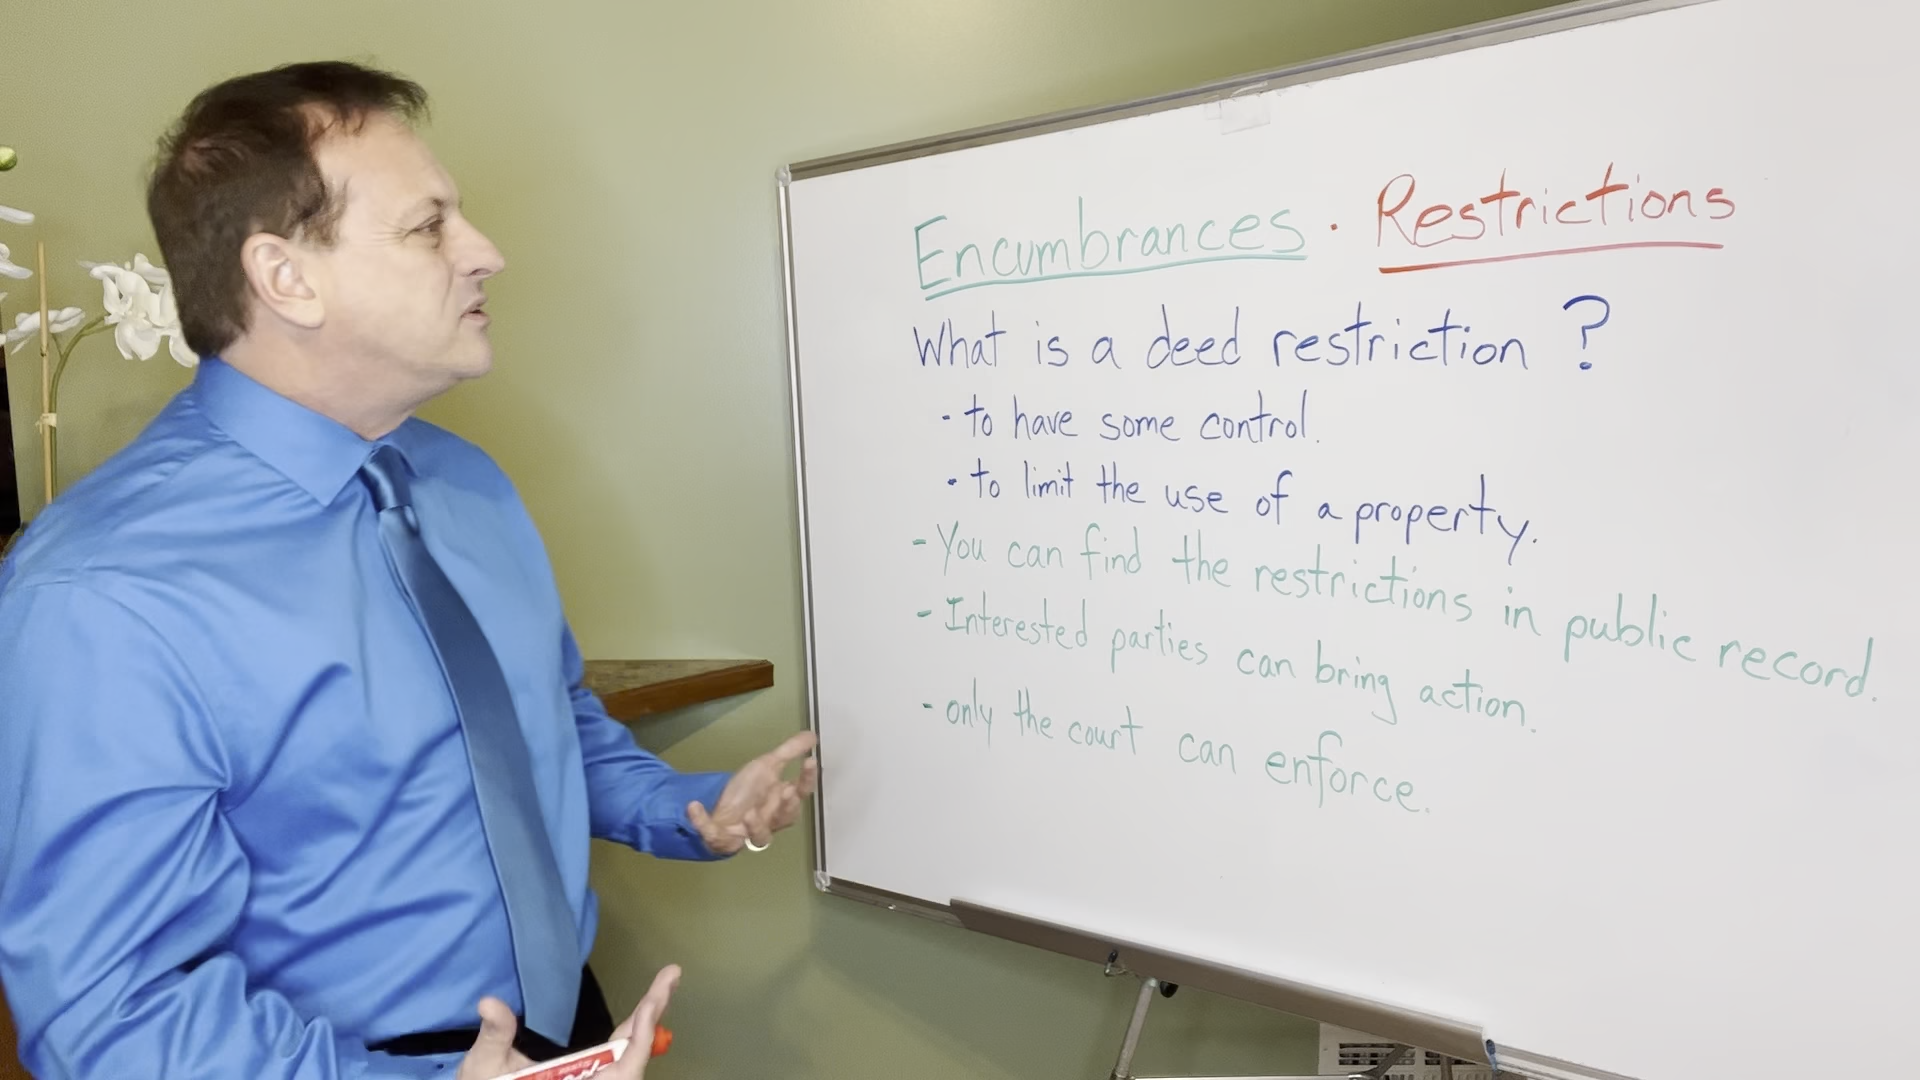 Encumbrances · Restrictions
What is a deed restriction ?
· to have some control.
· to limit the use of a property.
- You can find the restrictions in public record.
- Interested parties can bring action.
- only the court can enforce.